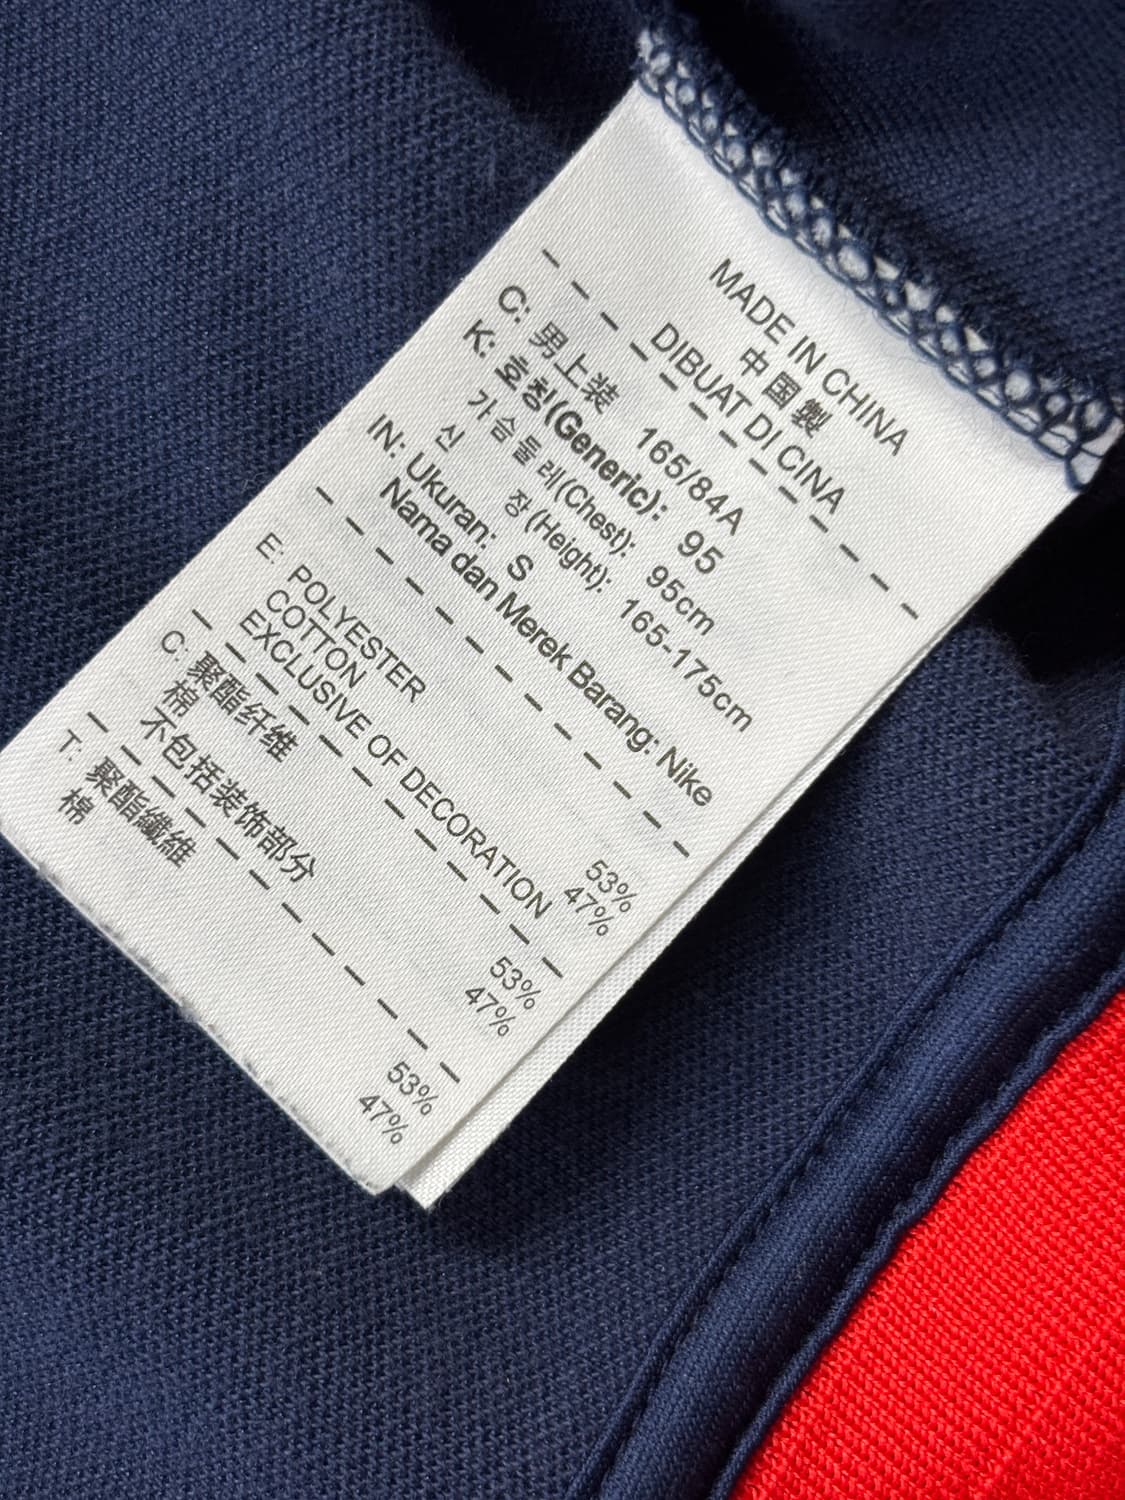 MADE IN CHINA
中国製
DIBUAT DI CINA
C: 男上装 165/84A
K: 호칭(Generic): 95
가슴둘레(Chest): 95cm
신 장(Height): 165-175cm
IN: Ukuran: S
Nama dan Merek Barang: Nike
E: POLYESTER 53%
COTTON 47%
EXCLUSIVE OF DECORATION
C: 聚酯纤维 53%
棉 47%
不包括装饰部分
T: 聚酯纖維 53%
棉 47%